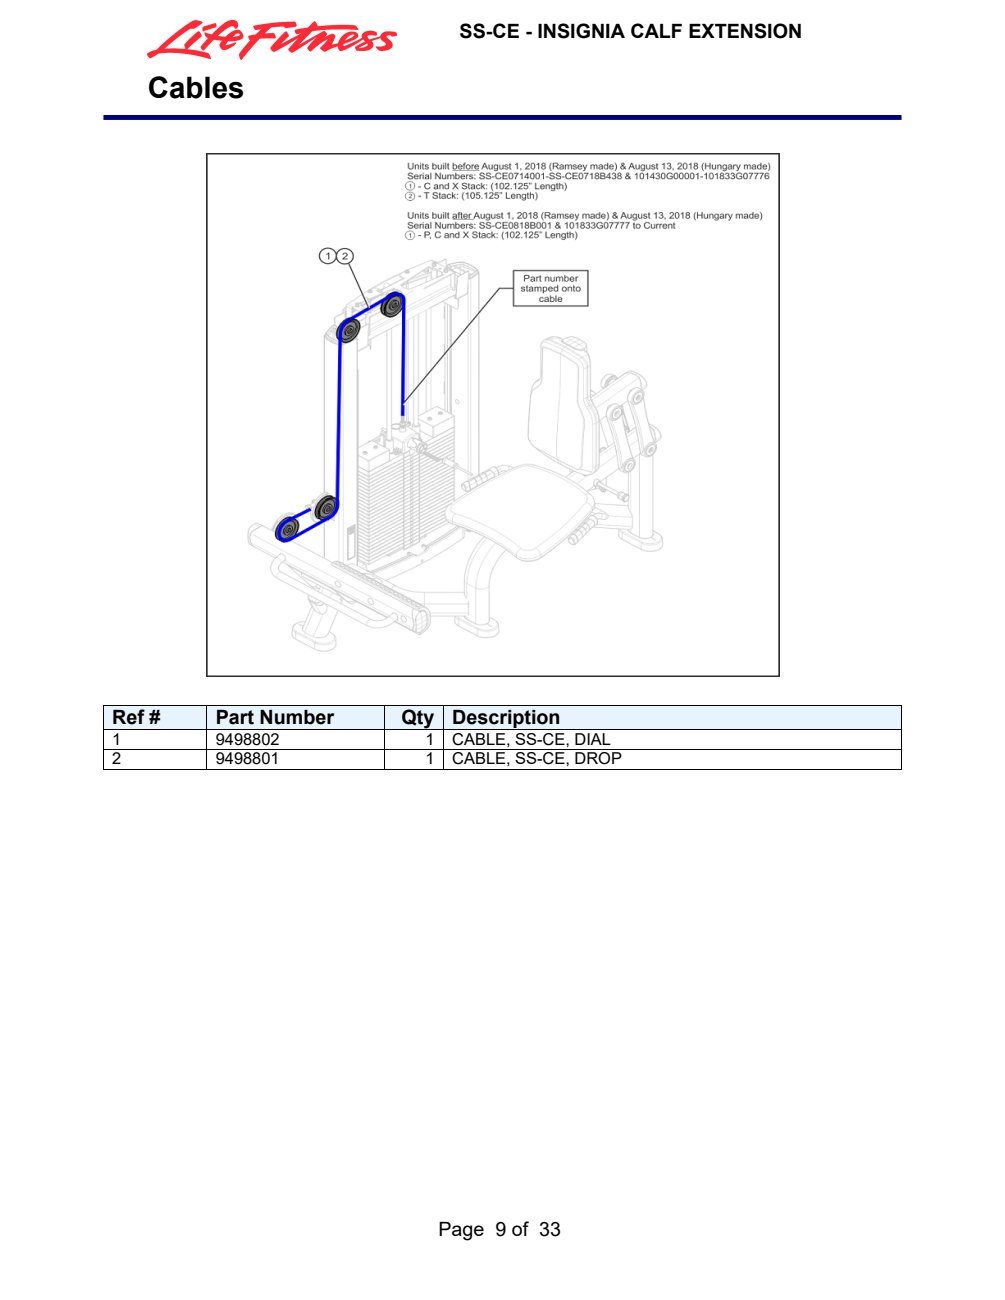 LifeFitness
SS-CE - INSIGNIA CALF EXTENSION
Cables
Units built before August 1, 2018 (Ramsey made) & August 13, 2018 (Hungary made)
Serial Numbers: SS-CE0714001-SS-CE0718B438 & 101430G00001-101833G07776
① - C and X Stack: (102.125" Length)
② - T Stack: (105.125" Length)
Units built after August 1, 2018 (Ramsey made) & August 13, 2018 (Hungary made)
Serial Numbers: SS-CE0818B001 & 101833G07777 to Current
① - P, C and X Stack: (102.125" Length)
1 2
Part number
stamped onto
cable
Ref # Part Number Qty Description
1 9498802 1 CABLE, SS-CE, DIAL
2 9498801 1 CABLE, SS-CE, DROP
Page 9 of 33